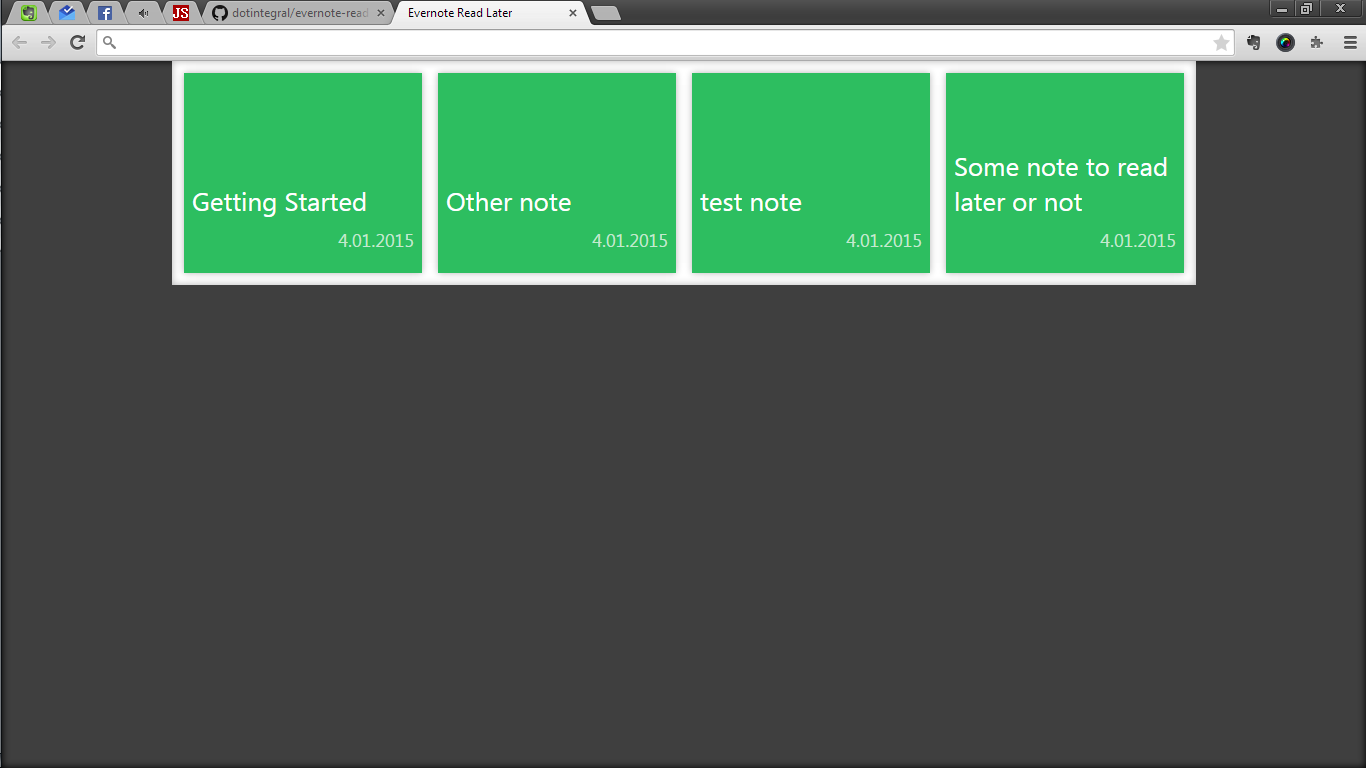 JS
dotintegral/evernote-read
Evernote Read Later
Getting Started
4.01.2015
Other note
4.01.2015
test note
4.01.2015
Some note to read
later or not
4.01.2015